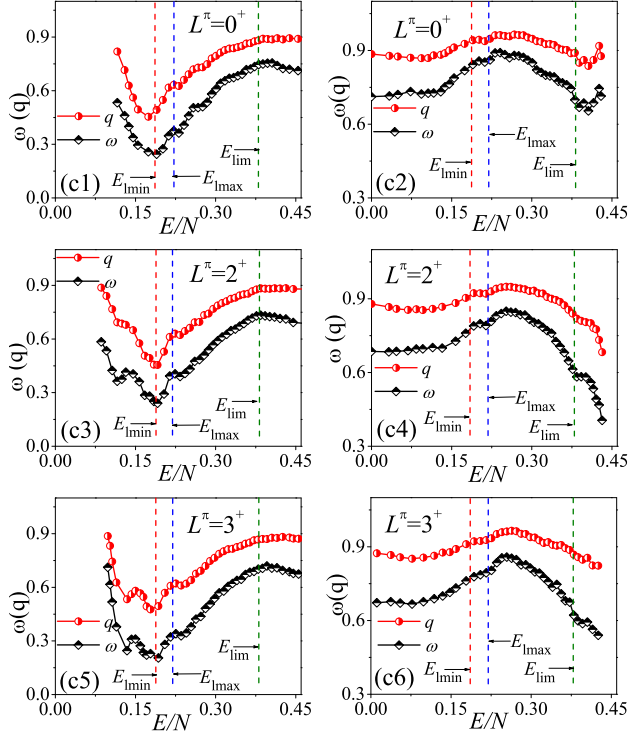 L^π=0^+
ω (q)
0.9
0.6
0.3
0.0
q
ω
(c1)
E_lmin
E_lmax
E_lim
0.00 0.15 0.30 0.45
E/N
L^π=0^+
ω (q)
0.9
0.6
0.3
q
ω
(c2)
E_lmin
E_lmax
E_lim
0.00 0.15 0.30 0.45
E/N
L^π=2^+
ω (q)
0.9
0.6
0.3
0.0
q
ω
(c3)
E_lmin
E_lmax
E_lim
0.00 0.15 0.30 0.45
E/N
L^π=2^+
ω (q)
0.9
0.6
0.3
q
ω
(c4)
E_lmin
E_lmax
E_lim
0.00 0.15 0.30 0.45
E/N
L^π=3^+
ω(q)
0.9
0.6
0.3
0.0
q
ω
(c5)
E_lmin
E_lmax
E_lim
0.00 0.15 0.30 0.45
E/N
L^π=3^+
ω(q)
0.9
0.6
0.3
q
ω
(c6)
E_lmin
E_lmax
E_lim
0.00 0.15 0.30 0.45
E/N